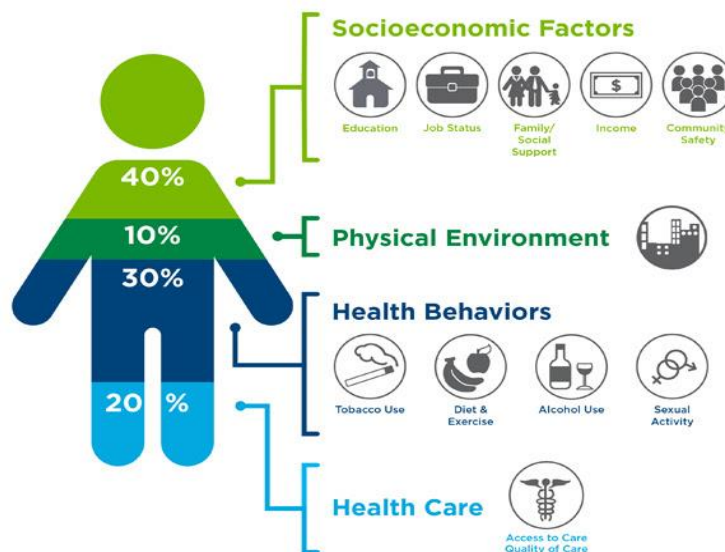 Socioeconomic Factors
$
Education
Job Status
Family/
Social
Support
Income
Community
Safety
40%
10%
Physical Environment
30%
Health Behaviors
Tobacco Use
Diet &
Exercise
Alcohol Use
Sexual
Activity
20 %
Health Care
Access to Care
Quality of Care